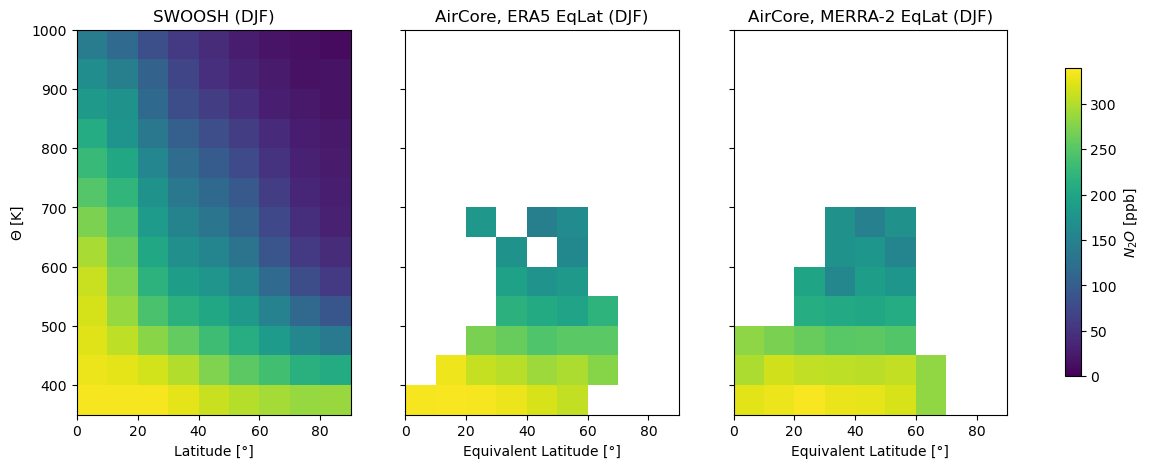 SWOOSH (DJF)
AirCore, ERA5 EqLat (DJF)
AirCore, MERRA-2 EqLat (DJF)
1000
900
800
700
600
500
400
Θ [K]
0 20 40 60 80
0 20 40 60 80
0 20 40 60 80
Latitude [°]
Equivalent Latitude [°]
Equivalent Latitude [°]
300
250
200
150
100
50
0
N₂O [ppb]